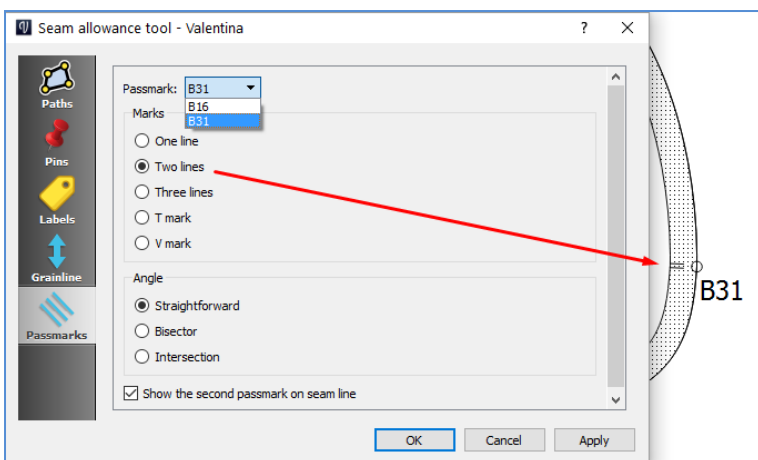 Seam allowance tool - Valentina ? ×
Paths
Pins
Labels
Grainline
Passmarks
Passmark: B31
B16
B31
Marks
One line
Two lines
Three lines
T mark
V mark
Angle
Straightforward
Bisector
Intersection
Show the second passmark on seam line
OK Cancel Apply
B31